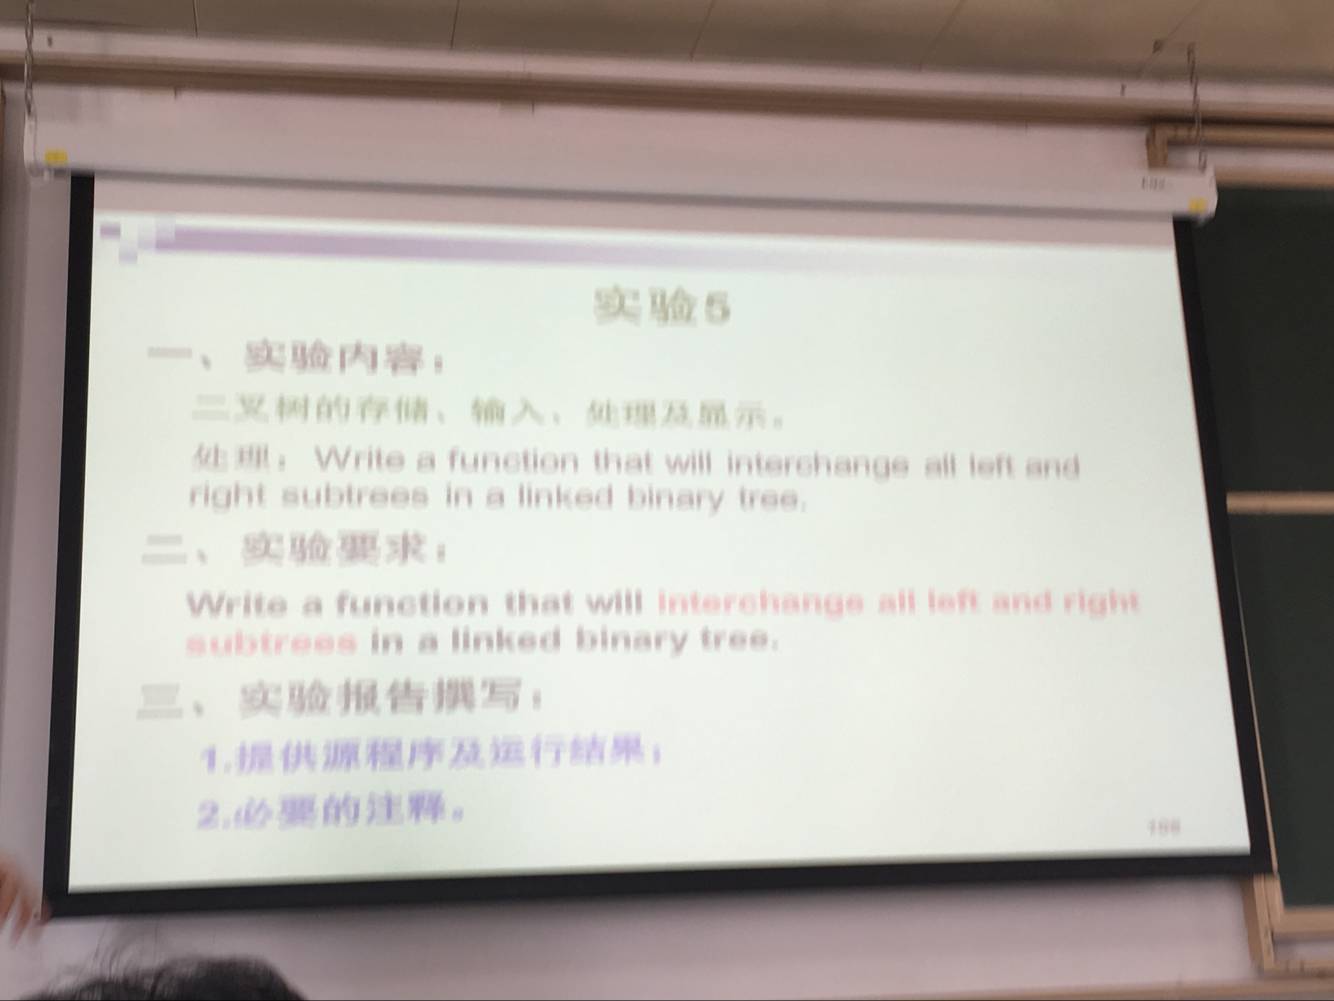 实验5
一、实验内容：
二叉树的存储、输入、处理及显示。
处理：Write a function that will interchange all left and
right subtrees in a linked binary tree.
二、实验要求：
Write a function that will interchange all left and right
subtrees in a linked binary tree.
三、实验报告撰写：
1.提供源程序及运行结果；
2.必要的注释。